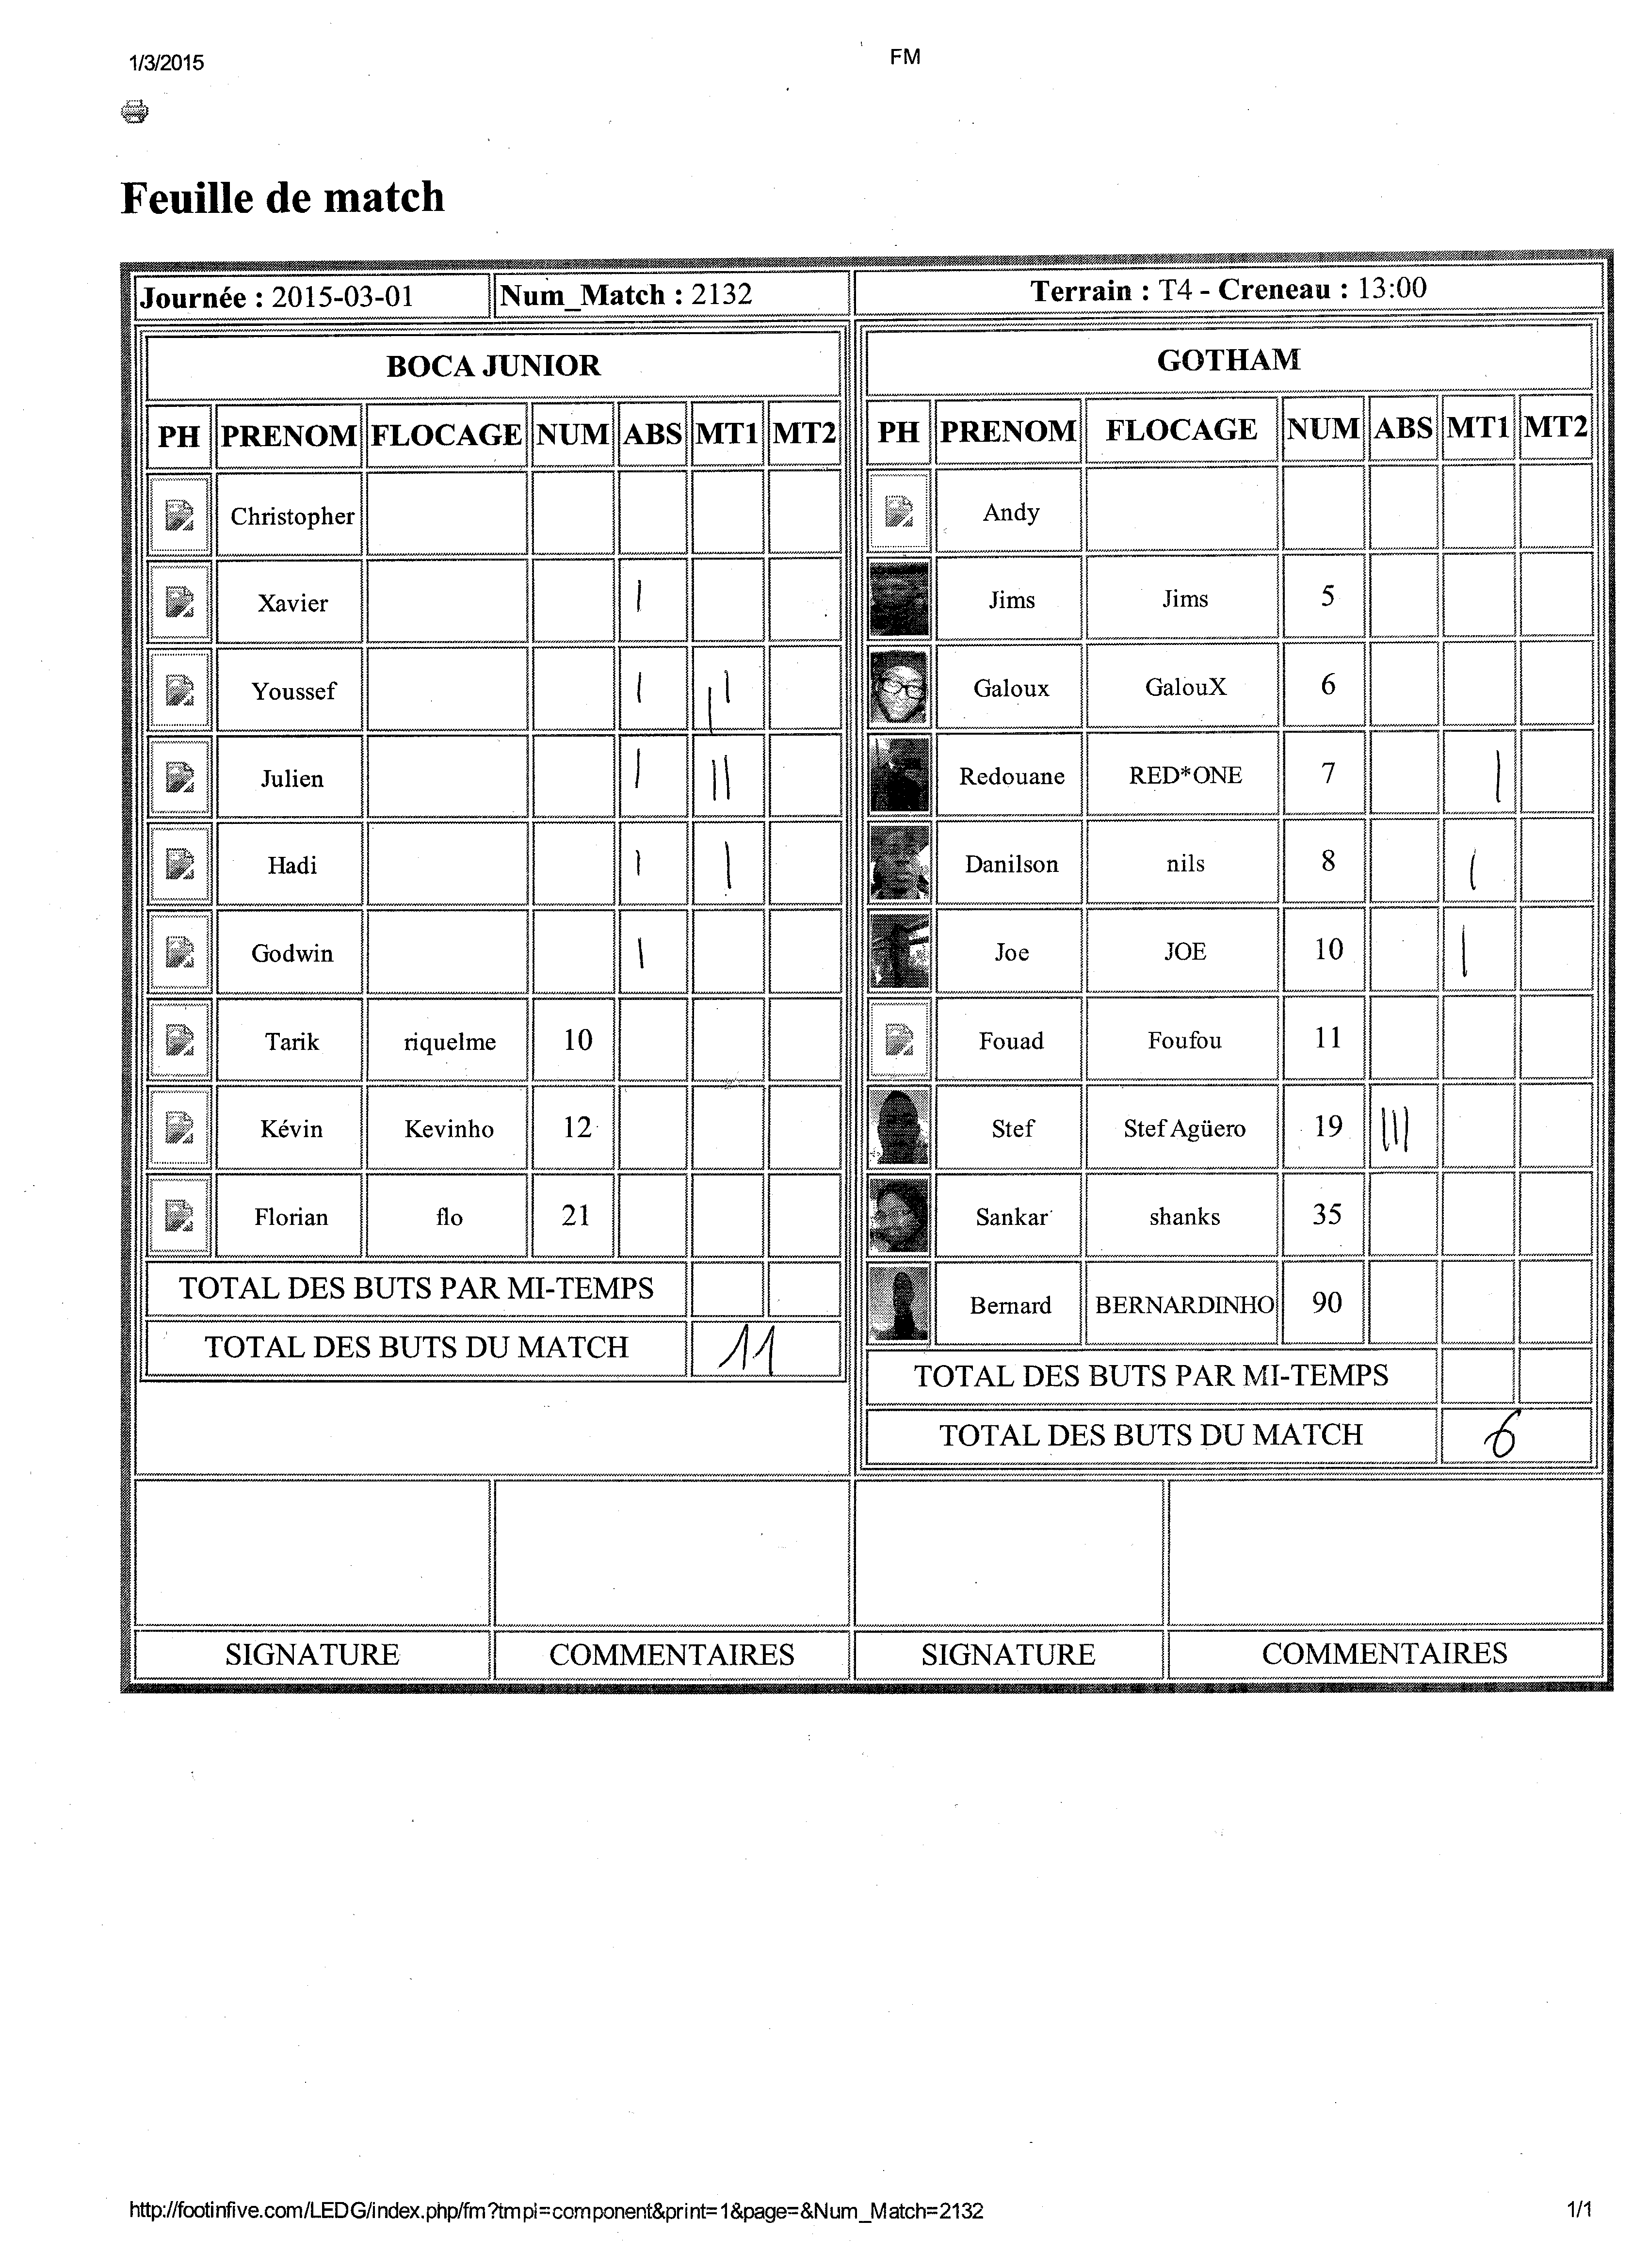 1/3/2015 FM
Feuille de match
Journée : 2015-03-01 Num_Match : 2132 Terrain : T4 - Creneau : 13:00
BOCA JUNIOR
PH PRENOM FLOCAGE NUM ABS MT1 MT2
Christopher
Xavier |
Youssef | ||
Julien | ||
Hadi | |
Godwin |
Tarik riquelme 10
Kévin Kevinho 12
Florian flo 21
TOTAL DES BUTS PAR MI-TEMPS
TOTAL DES BUTS DU MATCH 11
GOTHAM
PH PRENOM FLOCAGE NUM ABS MT1 MT2
Andy
Jims Jims 5
Galoux GalouX 6
Redouane RED*ONE 7 |
Danilson nils 8 |
Joe JOE 10 |
Fouad Foufou 11
Stef Stef Agüero 19 |||
Sankar shanks 35
Bernard BERNARDINHO 90
TOTAL DES BUTS PAR MI-TEMPS
TOTAL DES BUTS DU MATCH 6
SIGNATURE COMMENTAIRES SIGNATURE COMMENTAIRES
http://footinfive.com/LEDG/index.php/fm?tmpl=component&print=1&page=&Num_Match=2132 1/1